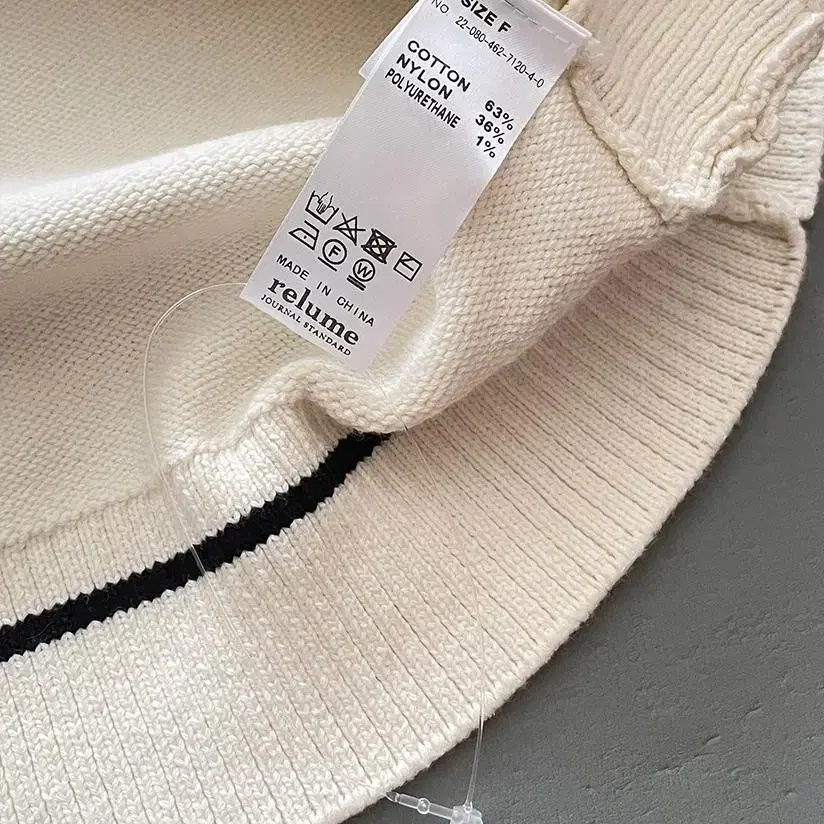 SIZE F
NO. 22-080-462-7120-4-0
COTTON 63%
NYLON 36%
POLYURETHANE 1%
F W
MADE IN CHINA
relume
JOURNAL STANDARD